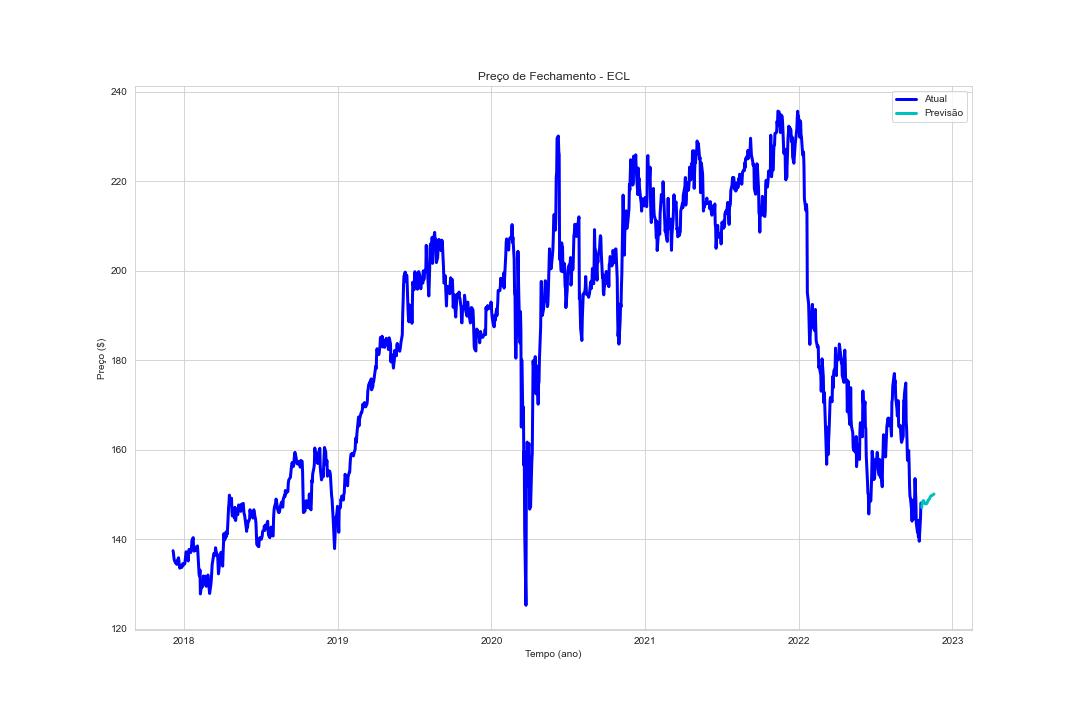 Preço de Fechamento - ECL
Atual
Previsão
Preço ($)
240
220
200
180
160
140
120
2018 2019 2020 2021 2022 2023
Tempo (ano)